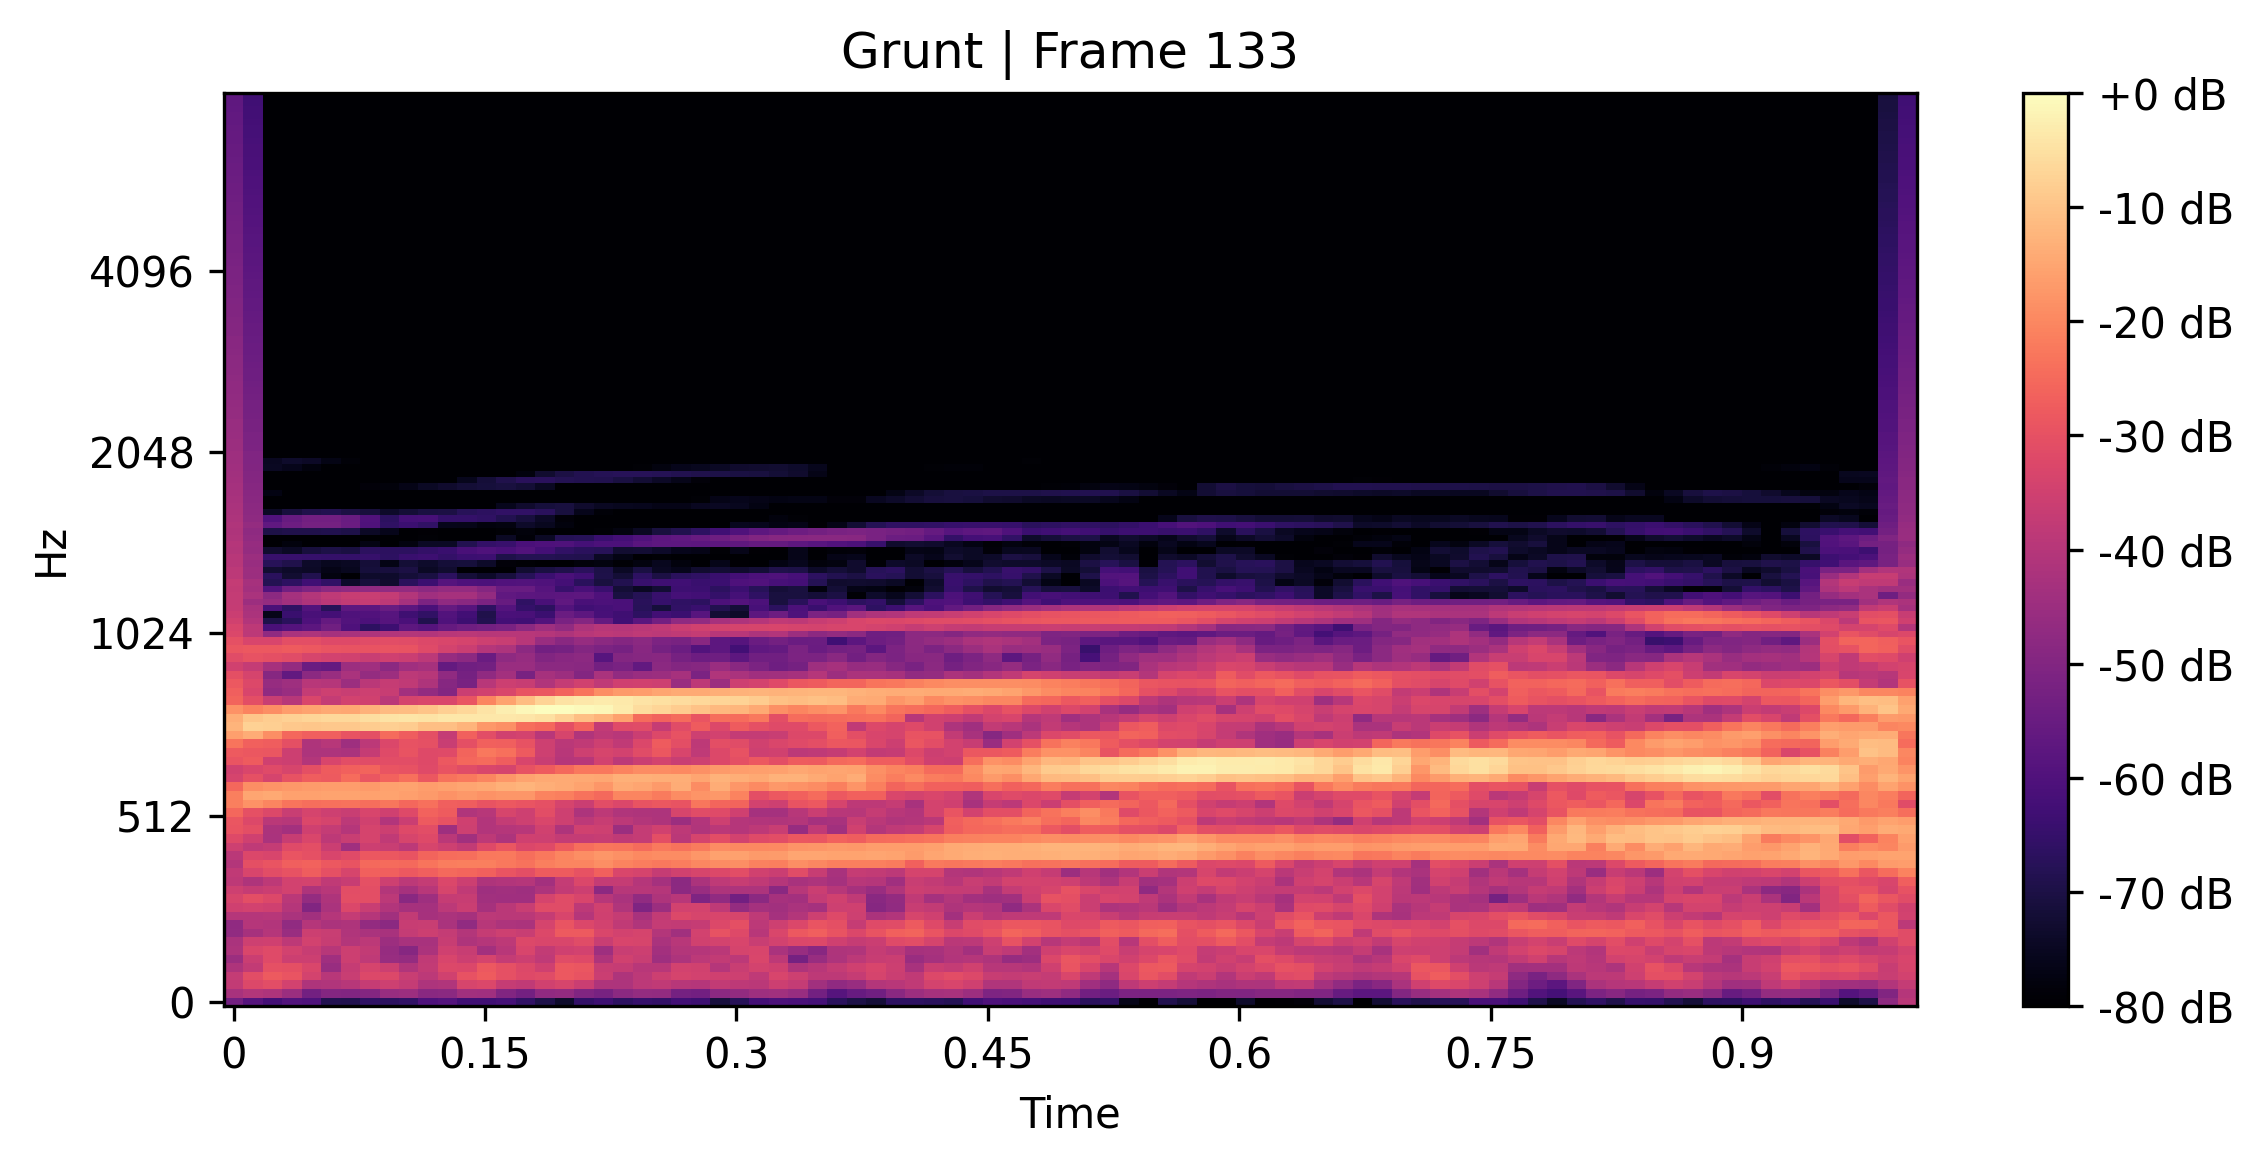 Grunt | Frame 133
Hz
4096
2048
1024
512
0
0
0.15
0.3
0.45
0.6
0.75
0.9
Time
+0 dB
-10 dB
-20 dB
-30 dB
-40 dB
-50 dB
-60 dB
-70 dB
-80 dB